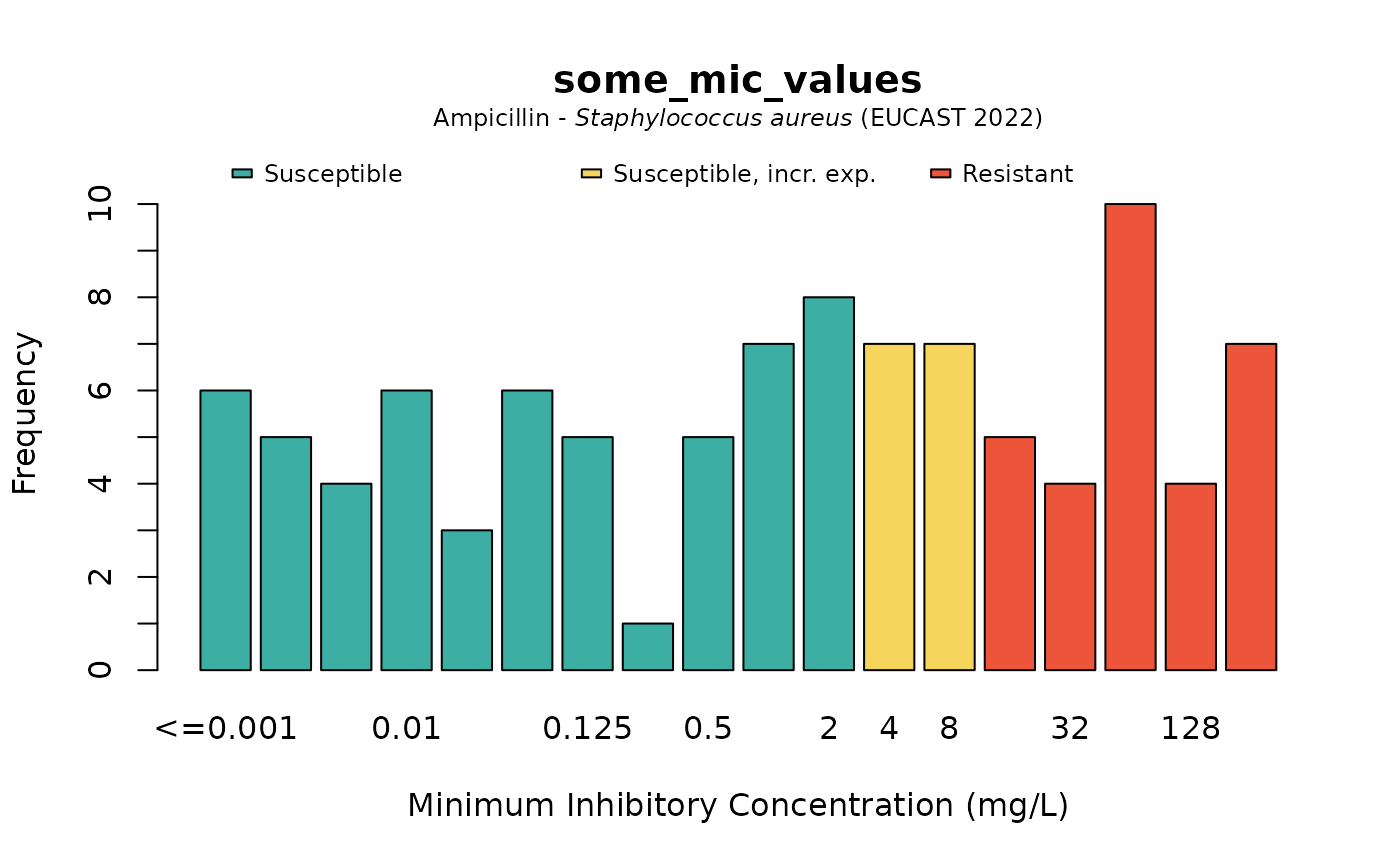 some_mic_values
Ampicillin - Staphylococcus aureus (EUCAST 2022)
Susceptible
Susceptible, incr. exp.
Resistant
Frequency
10
8
6
4
2
0
<=0.001 0.01 0.125 0.5 2 4 8 32 128
Minimum Inhibitory Concentration (mg/L)